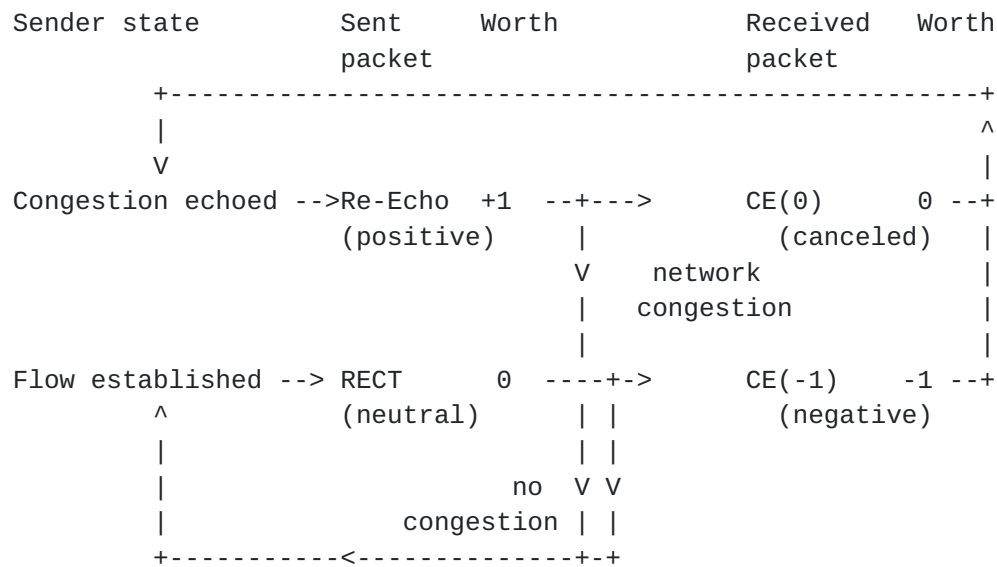 Sender state         Sent     Worth            Received   Worth
                     packet                    packet
         +----------------------------------------------------+
         |                                                    ^
         V                                                    |
Congestion echoed -->Re-Echo  +1  --+--->      CE(0)      0 --+
                     (positive)     |            (canceled)   |
                                    V    network              |
                                    |   congestion            |
                                    |                         |
Flow established --> RECT      0  ----+->      CE(-1)    -1 --+
         ^           (neutral)      | |          (negative)
         |                          | |
         |                      no  V V
         |               congestion | |
         +-----------<--------------+-+